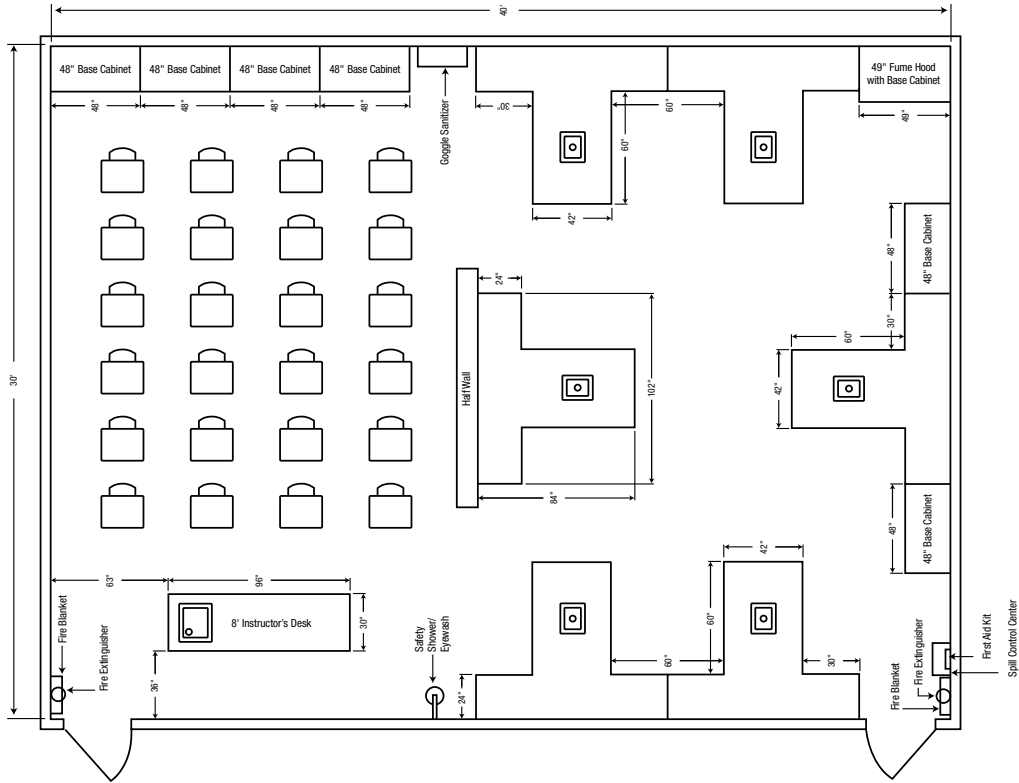 40'
48" Base Cabinet
48" Base Cabinet
48" Base Cabinet
48" Base Cabinet
49" Fume Hood
with Base Cabinet
48"
48"
48"
48"
Goggle Sanitizer
30"
60"
60"
42"
49"
48"
48" Base Cabinet
30"
24"
30'
Half Wall
102"
60"
42"
84"
48"
48" Base Cabinet
42"
63"
96"
8' Instructor's Desk
30"
36"
Fire Blanket
Fire Extinguisher
Safety
Shower/
Eyewash
24"
60"
60"
30"
Fire Blanket
Fire Extinguisher
First Aid Kit
Spill Control Center